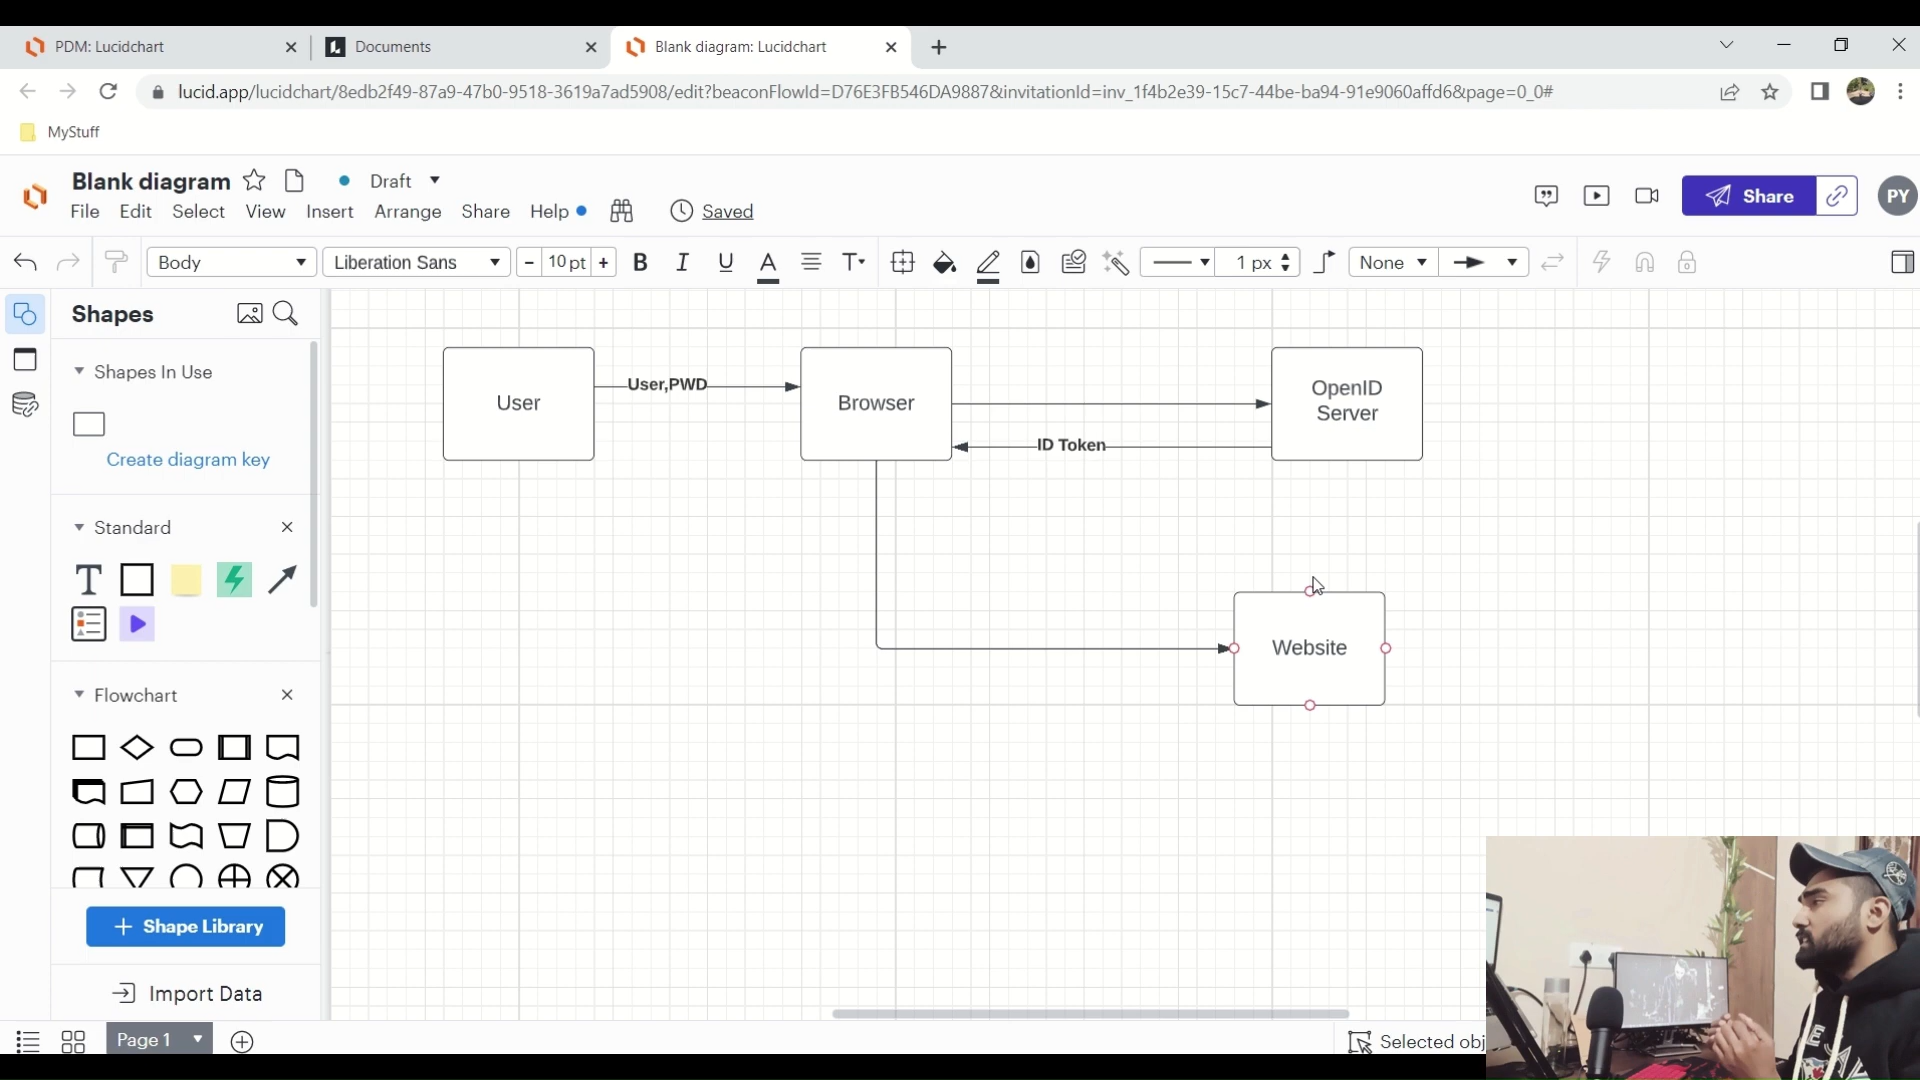 PDM: Lucidchart
Documents
Blank diagram: Lucidchart
lucid.app/lucidchart/8edb2f49-87a9-47b0-9518-3619a7ad5908/edit?beaconFlowId=D76E3FB546DA9887&invitationId=inv_1f4b2e39-15c7-44be-ba94-91e9060affd6&page=0_0#
MyStuff
Blank diagram
Draft
File Edit Select View Insert Arrange Share Help
Saved
Share
PY
Body
Liberation Sans
- 10 pt +
B I U A T
1 px
None
Shapes
Shapes In Use
Create diagram key
Standard
T
Flowchart
+ Shape Library
Import Data
User
User,PWD
Browser
OpenID
Server
ID Token
Website
Page 1
Selected obj